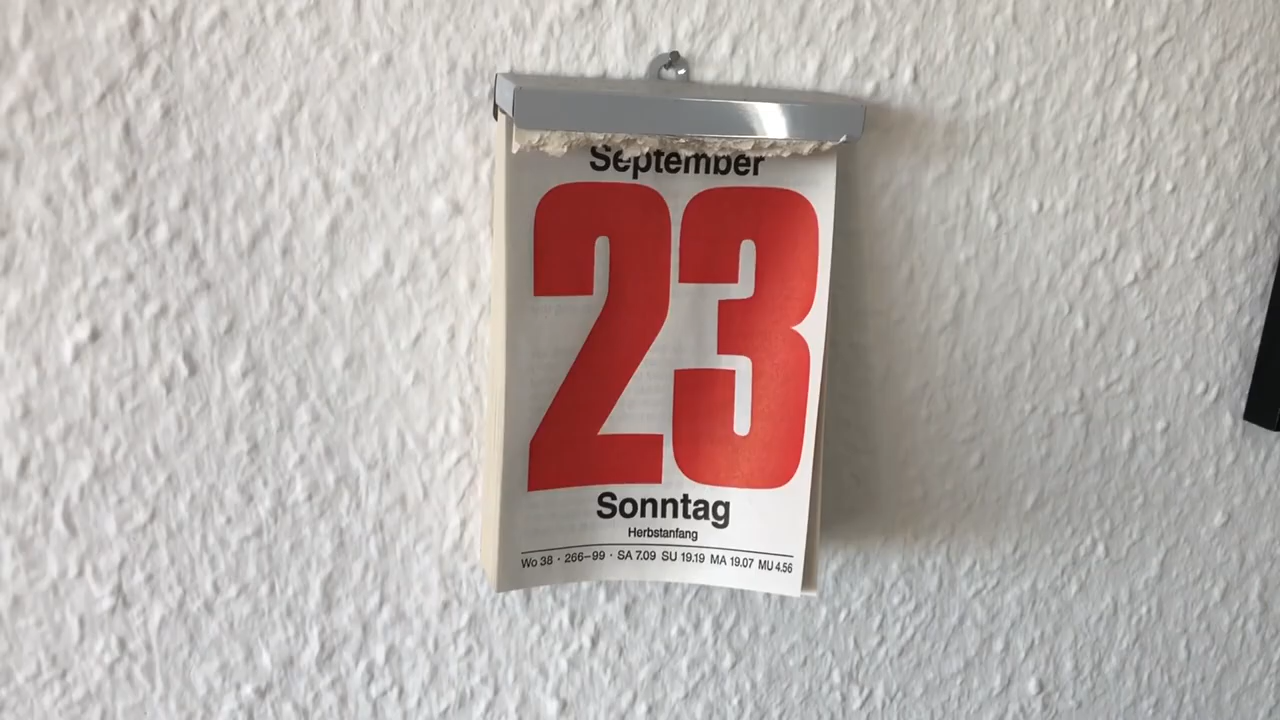 September
23
Sonntag
Herbstanfang
Wo 38 · 266–99 · SA 7.09 SU 19.19 MA 19.07 MU 4.56